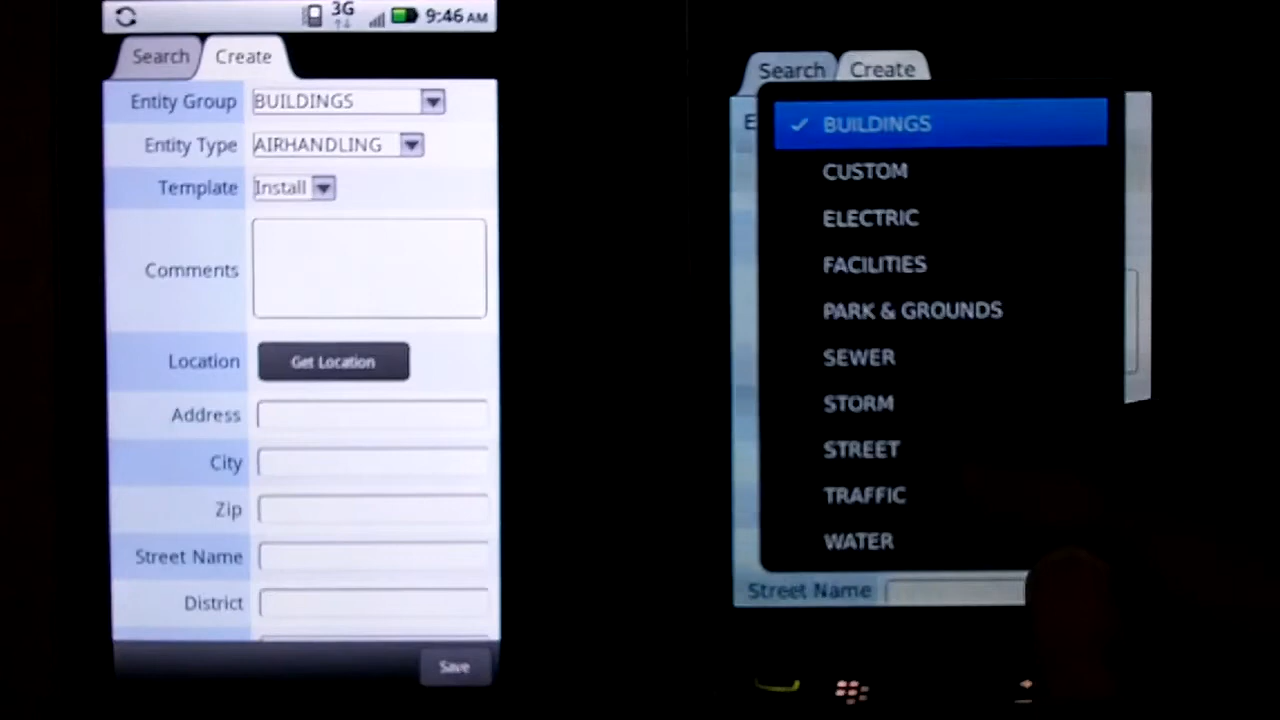 3G 9:46 AM
Search Create
Entity Group BUILDINGS
Entity Type AIRHANDLING
Template Install
Comments
Location Get Location
Address
City
Zip
Street Name
District
Save
Search Create
E
✓ BUILDINGS
CUSTOM
ELECTRIC
FACILITIES
PARK & GROUNDS
SEWER
STORM
STREET
TRAFFIC
WATER
Street Name